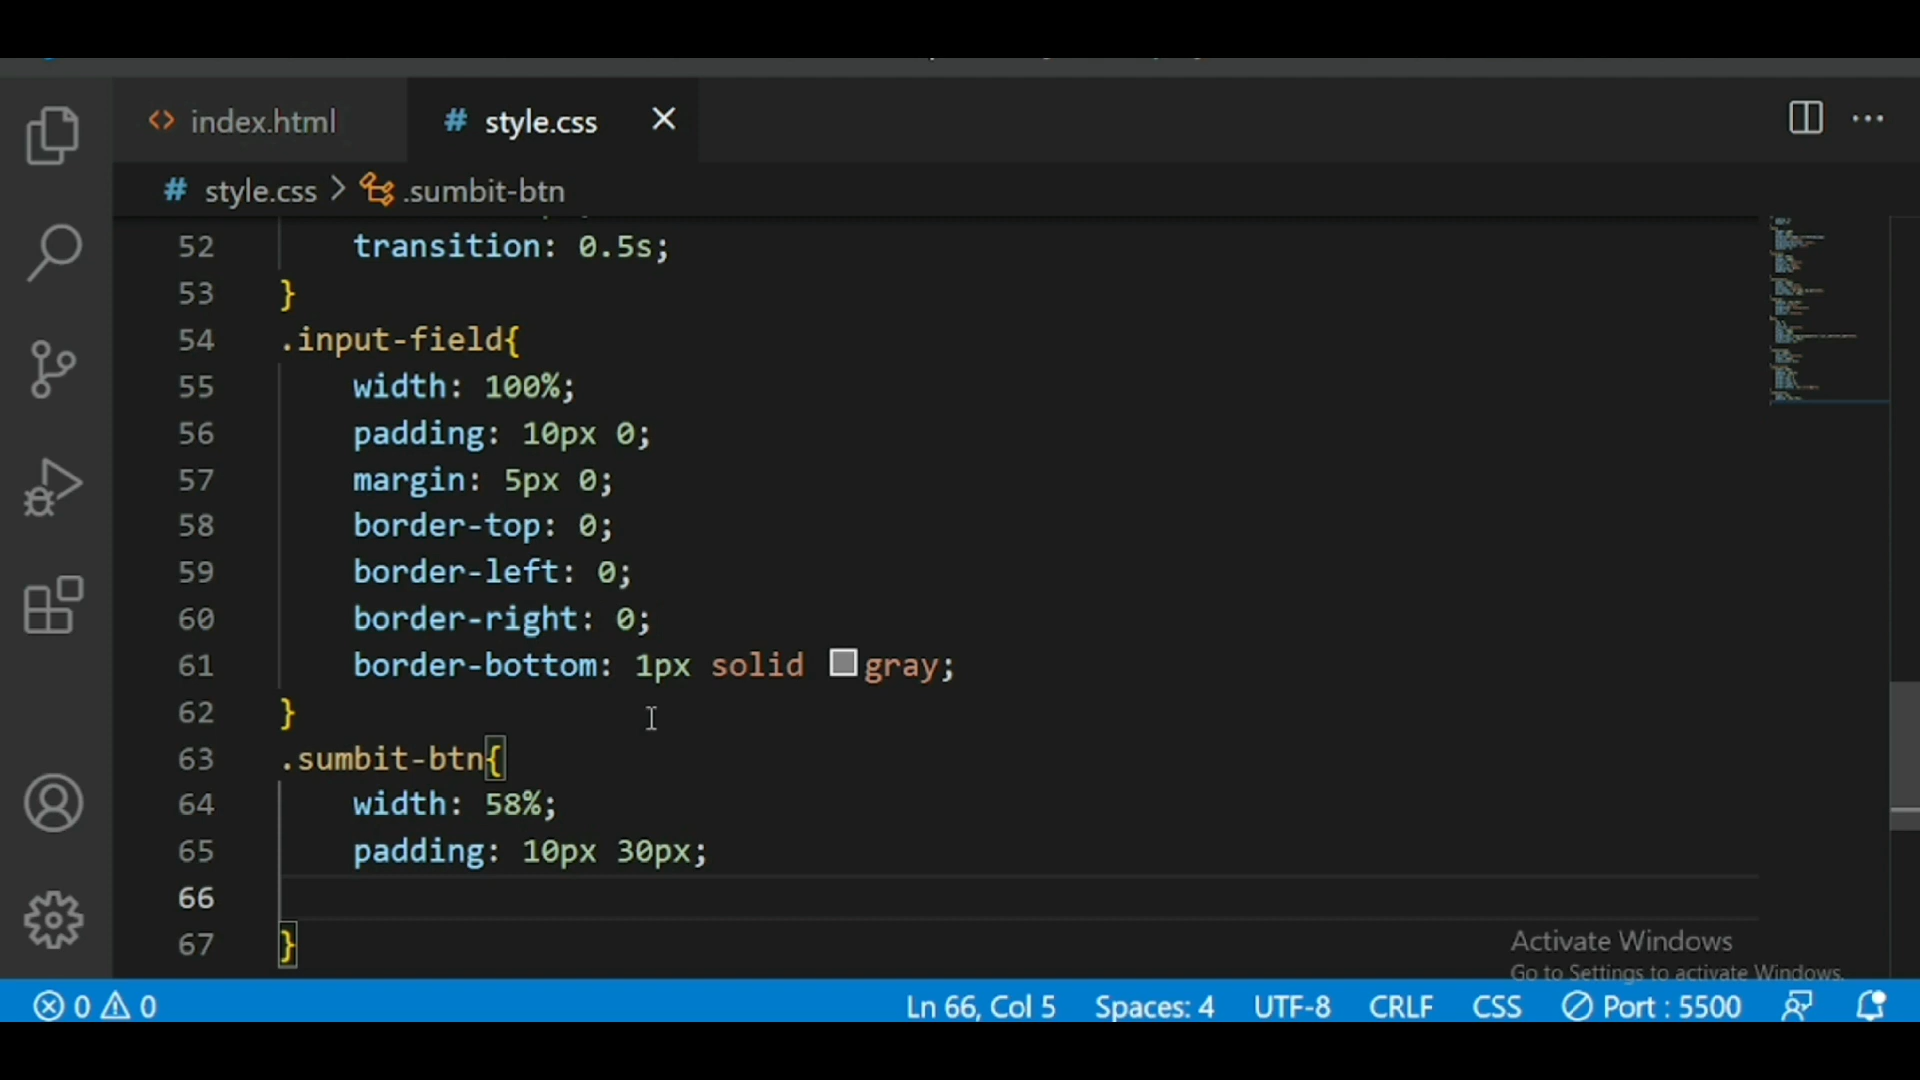 index.html
style.css
style.css > .sumbit-btn
52 transition: 0.5s;
53 }
54 .input-field{
55 width: 100%;
56 padding: 10px 0;
57 margin: 5px 0;
58 border-top: 0;
59 border-left: 0;
60 border-right: 0;
61 border-bottom: 1px solid gray;
62 }
63 .sumbit-btn{
64 width: 58%;
65 padding: 10px 30px;
66
67 }
Activate Windows
Go to Settings to activate Windows.
0 0 Ln 66, Col 5 Spaces: 4 UTF-8 CRLF CSS Port : 5500